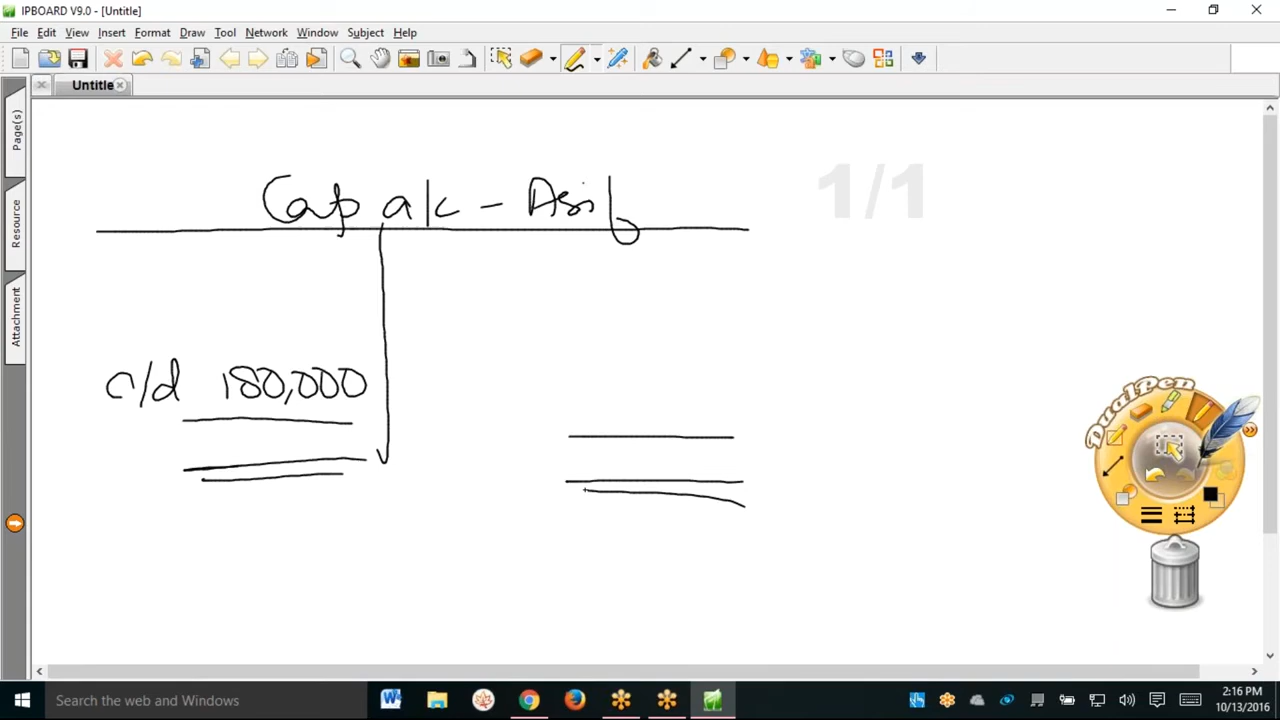 IPBOARD V9.0 - [Untitle]
File Edit View Insert Format Draw Tool Network Window Subject Help
Untitle
Page(s)
Resource
Attachment
1/1
Cap a/c - Asif
c/d 180,000
DualPen
Search the web and Windows
2:16 PM
10/13/2016